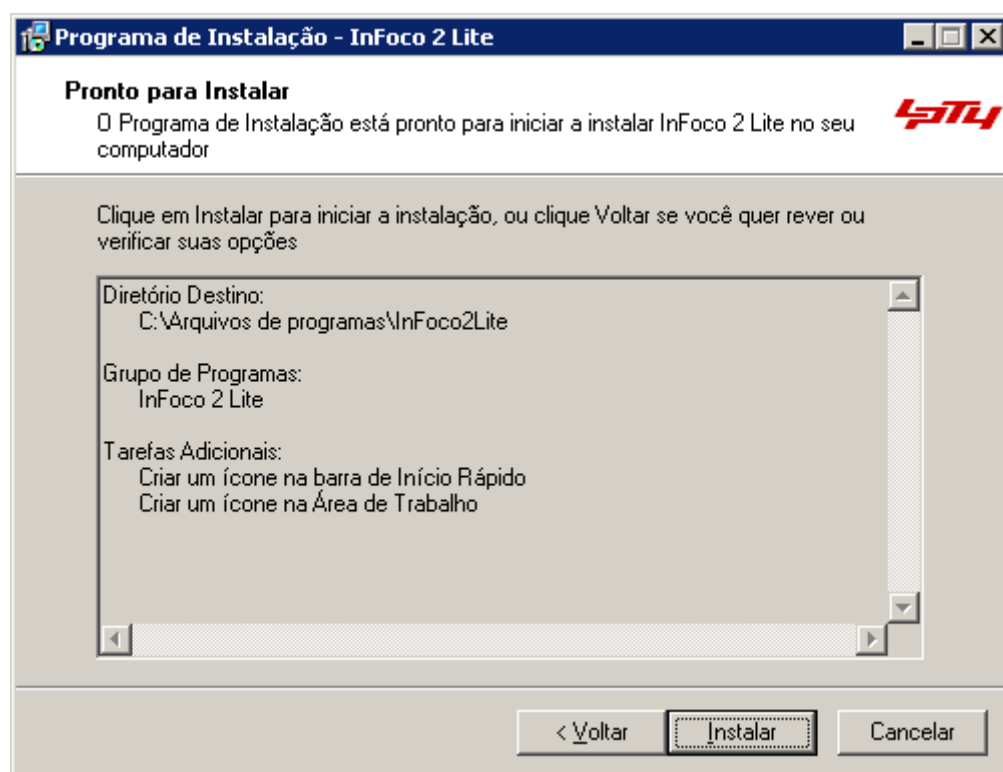 Programa de Instalação - InFoco 2 Lite
Pronto para Instalar
O Programa de Instalação está pronto para iniciar a instalar InFoco 2 Lite no seu
computador
Clique em Instalar para iniciar a instalação, ou clique Voltar se você quer rever ou
verificar suas opções
Diretório Destino:
C:\Arquivos de programas\InFoco2Lite
Grupo de Programas:
InFoco 2 Lite
Tarefas Adicionais:
Criar um ícone na barra de Início Rápido
Criar um ícone na Área de Trabalho
< Voltar
Instalar
Cancelar